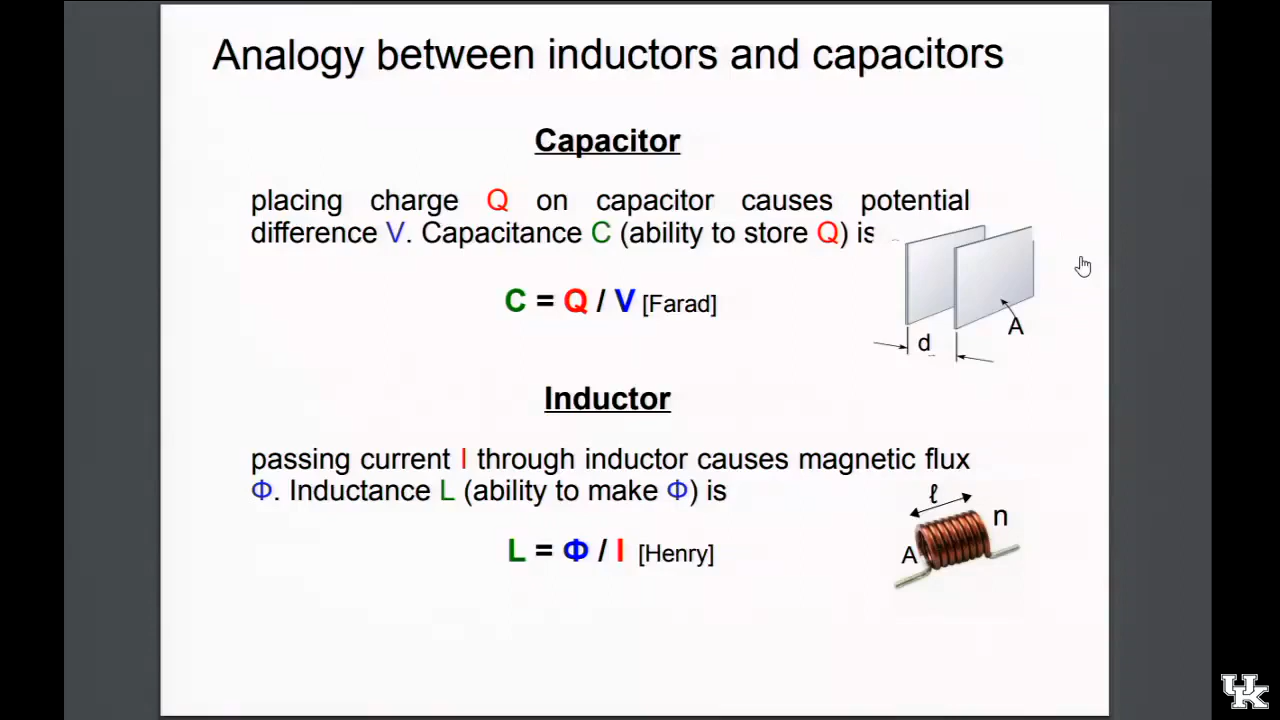 Analogy between inductors and capacitors
Capacitor
placing charge Q on capacitor causes potential
difference V. Capacitance C (ability to store Q) is
C = Q / V [Farad]
A
d
Inductor
passing current I through inductor causes magnetic flux
Φ. Inductance L (ability to make Φ) is
ℓ
n
L = Φ / I [Henry]
A
UK